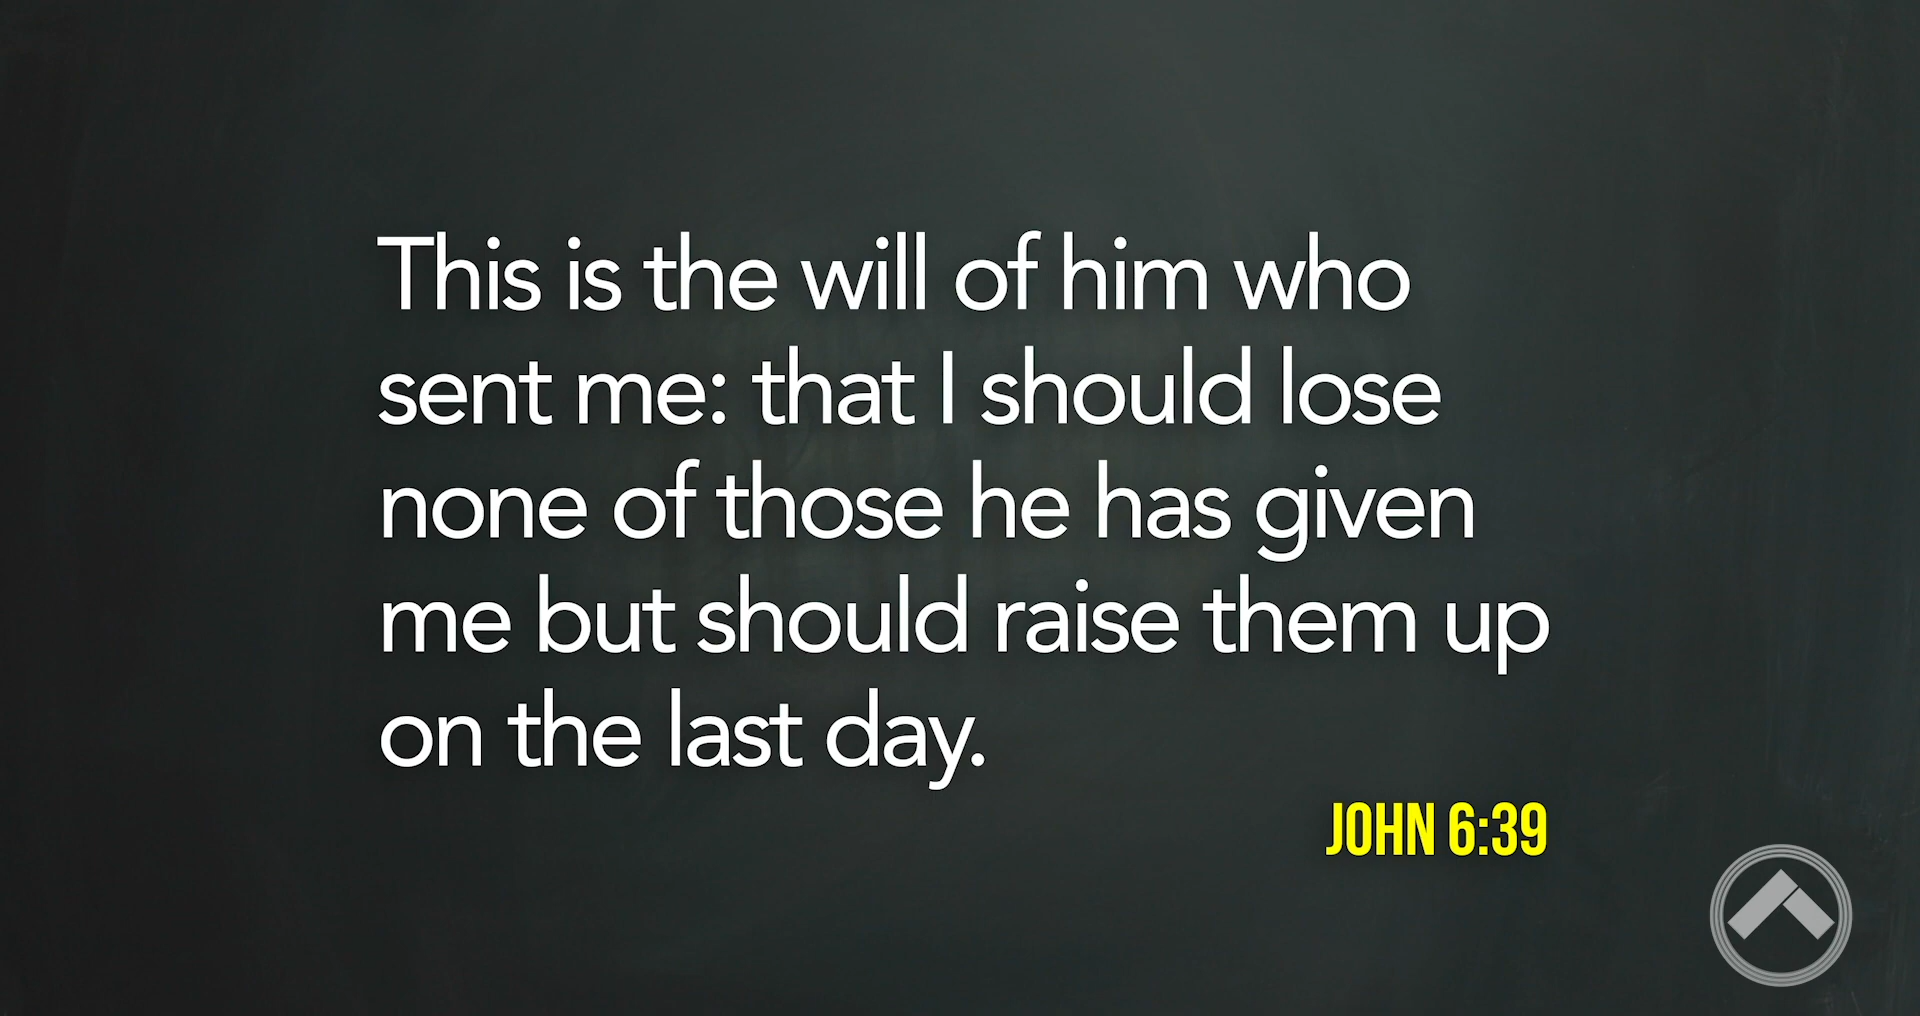 This is the will of him who
sent me: that I should lose
none of those he has given
me but should raise them up
on the last day.
JOHN 6:39